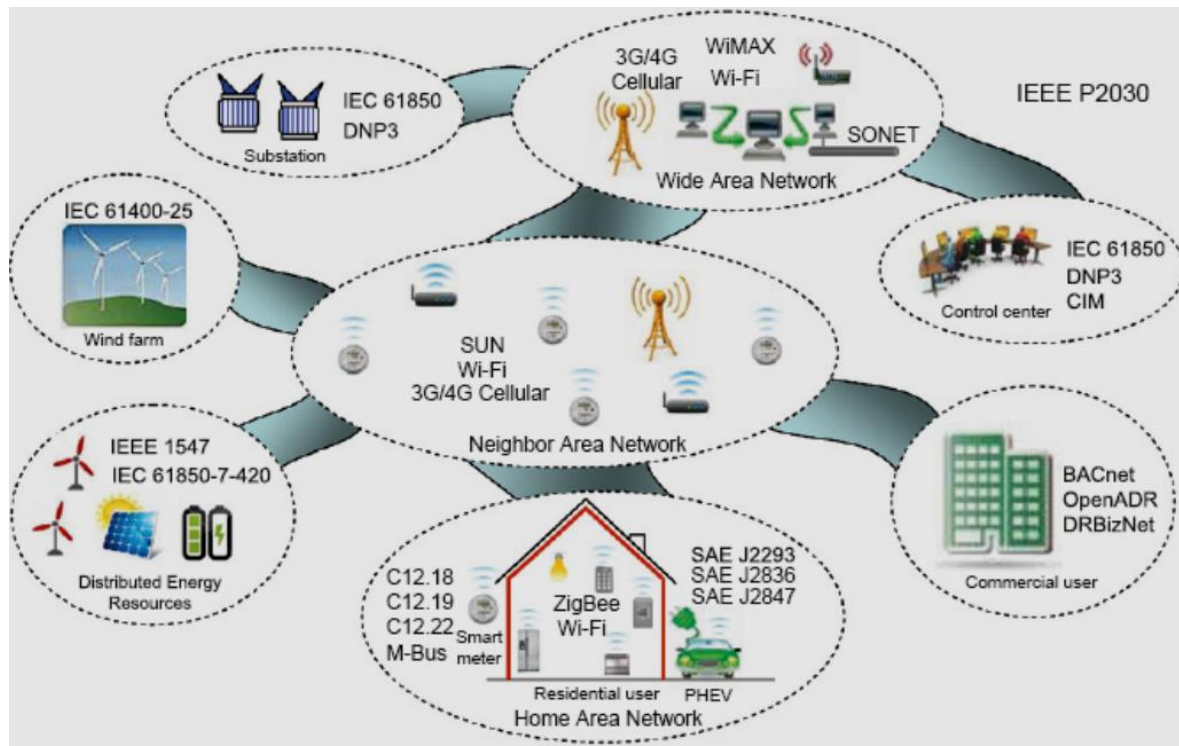 3G/4G
Cellular
WiMAX
Wi-Fi
SONET
Wide Area Network
IEEE P2030
IEC 61850
DNP3
Substation
IEC 61400-25
Wind farm
IEC 61850
DNP3
CIM
Control center
SUN
Wi-Fi
3G/4G Cellular
Neighbor Area Network
IEEE 1547
IEC 61850-7-420
Distributed Energy
Resources
BACnet
OpenADR
DRBizNet
Commercial user
C12.18
C12.19
C12.22
M-Bus
Smart
meter
ZigBee
Wi-Fi
SAE J2293
SAE J2836
SAE J2847
Residential user
PHEV
Home Area Network